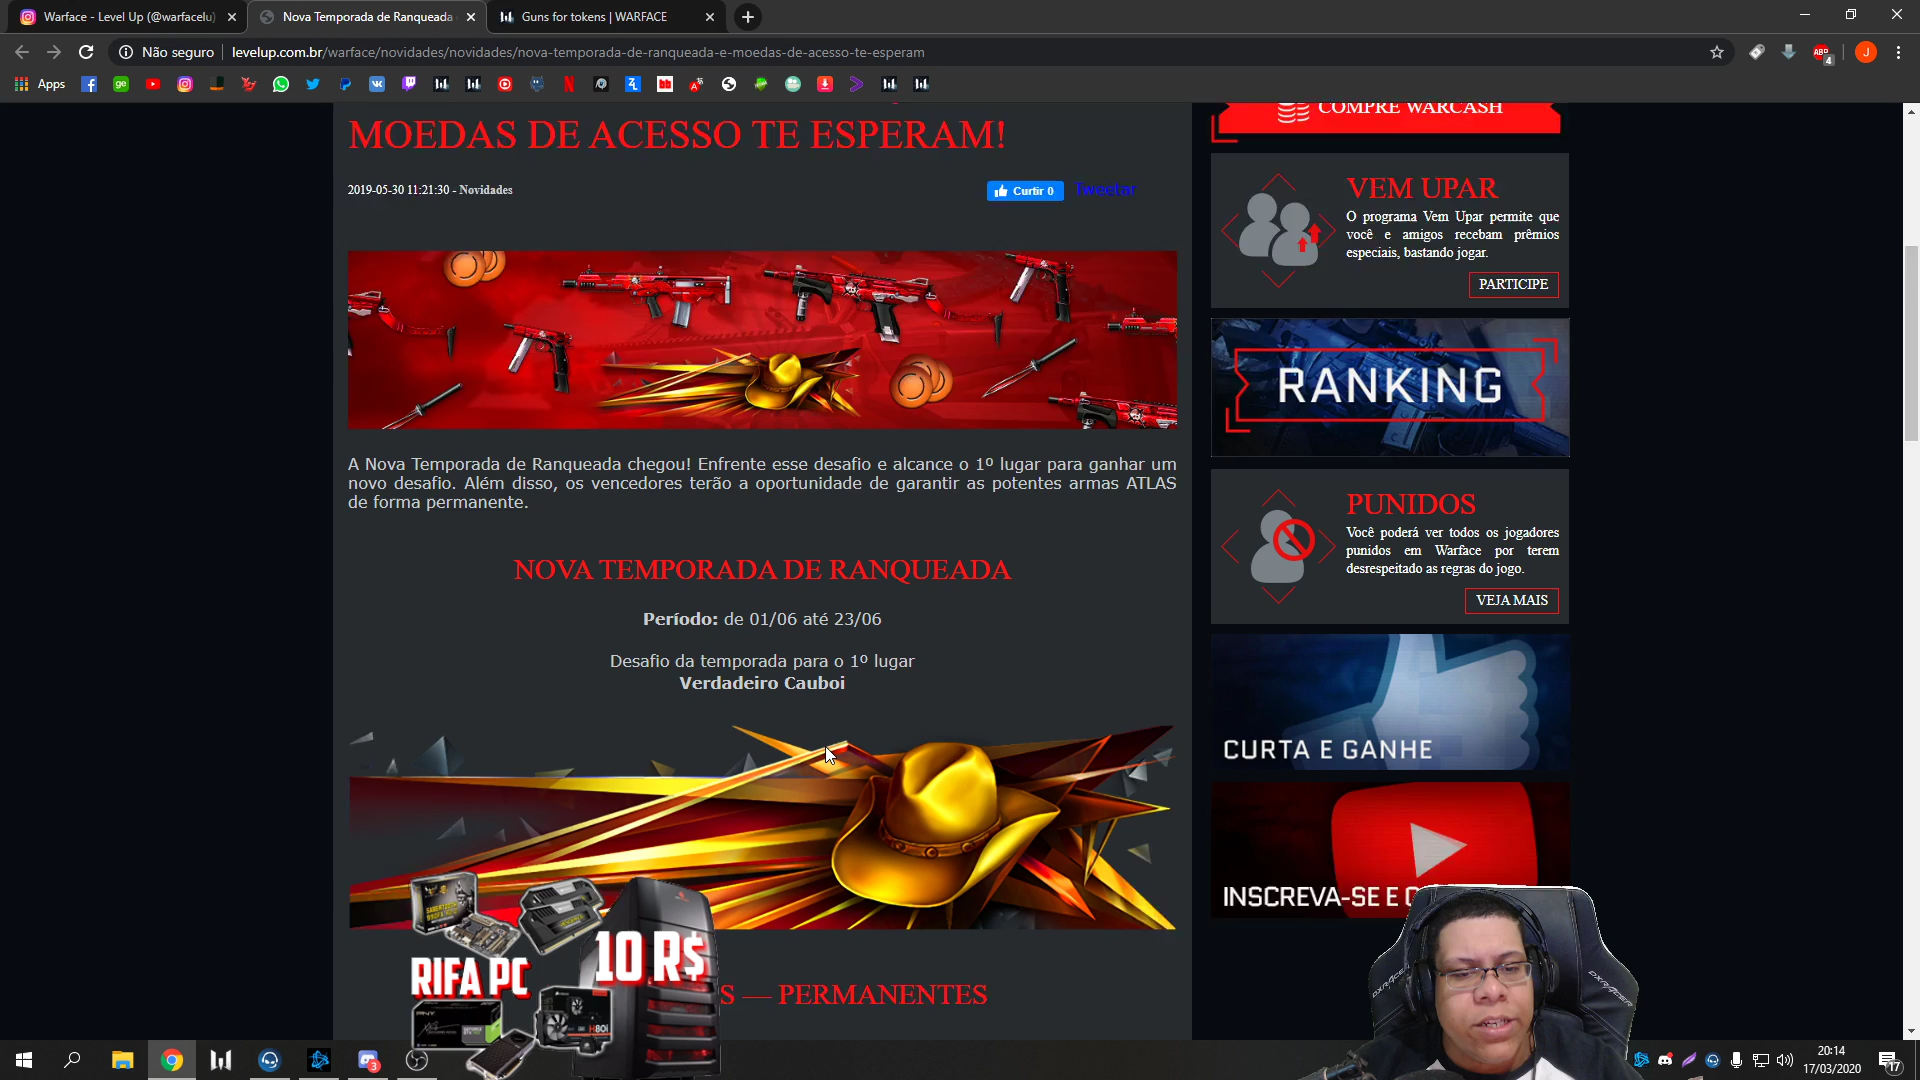 Warface - Level Up (@warfacelu)
Nova Temporada de Ranqueada
Guns for tokens | WARFACE
Não seguro
levelup.com.br/warface/novidades/novidades/nova-temporada-de-ranqueada-e-moedas-de-acesso-te-esperam
ABP
4
J
Apps
MOEDAS DE ACESSO TE ESPERAM!
2019-05-30 11:21:30 - Novidades
Curtir 0
Tweetar
A Nova Temporada de Ranqueada chegou! Enfrente esse desafio e alcance o 1º lugar para ganhar um
novo desafio. Além disso, os vencedores terão a oportunidade de garantir as potentes armas ATLAS
de forma permanente.
NOVA TEMPORADA DE RANQUEADA
Período: de 01/06 até 23/06
Desafio da temporada para o 1º lugar
Verdadeiro Cauboi
S — PERMANENTES
COMPRE WARCASH
VEM UPAR
O programa Vem Upar permite que
você e amigos recebam prêmios
especiais, bastando jogar.
PARTICIPE
RANKING
PUNIDOS
Você poderá ver todos os jogadores
punidos em Warface por terem
desrespeitado as regras do jogo.
VEJA MAIS
CURTA E GANHE
INSCREVA-SE E
RIFA PC
10 R$
H80i
PNY
DXRACER
3
20:14
17/03/2020
17